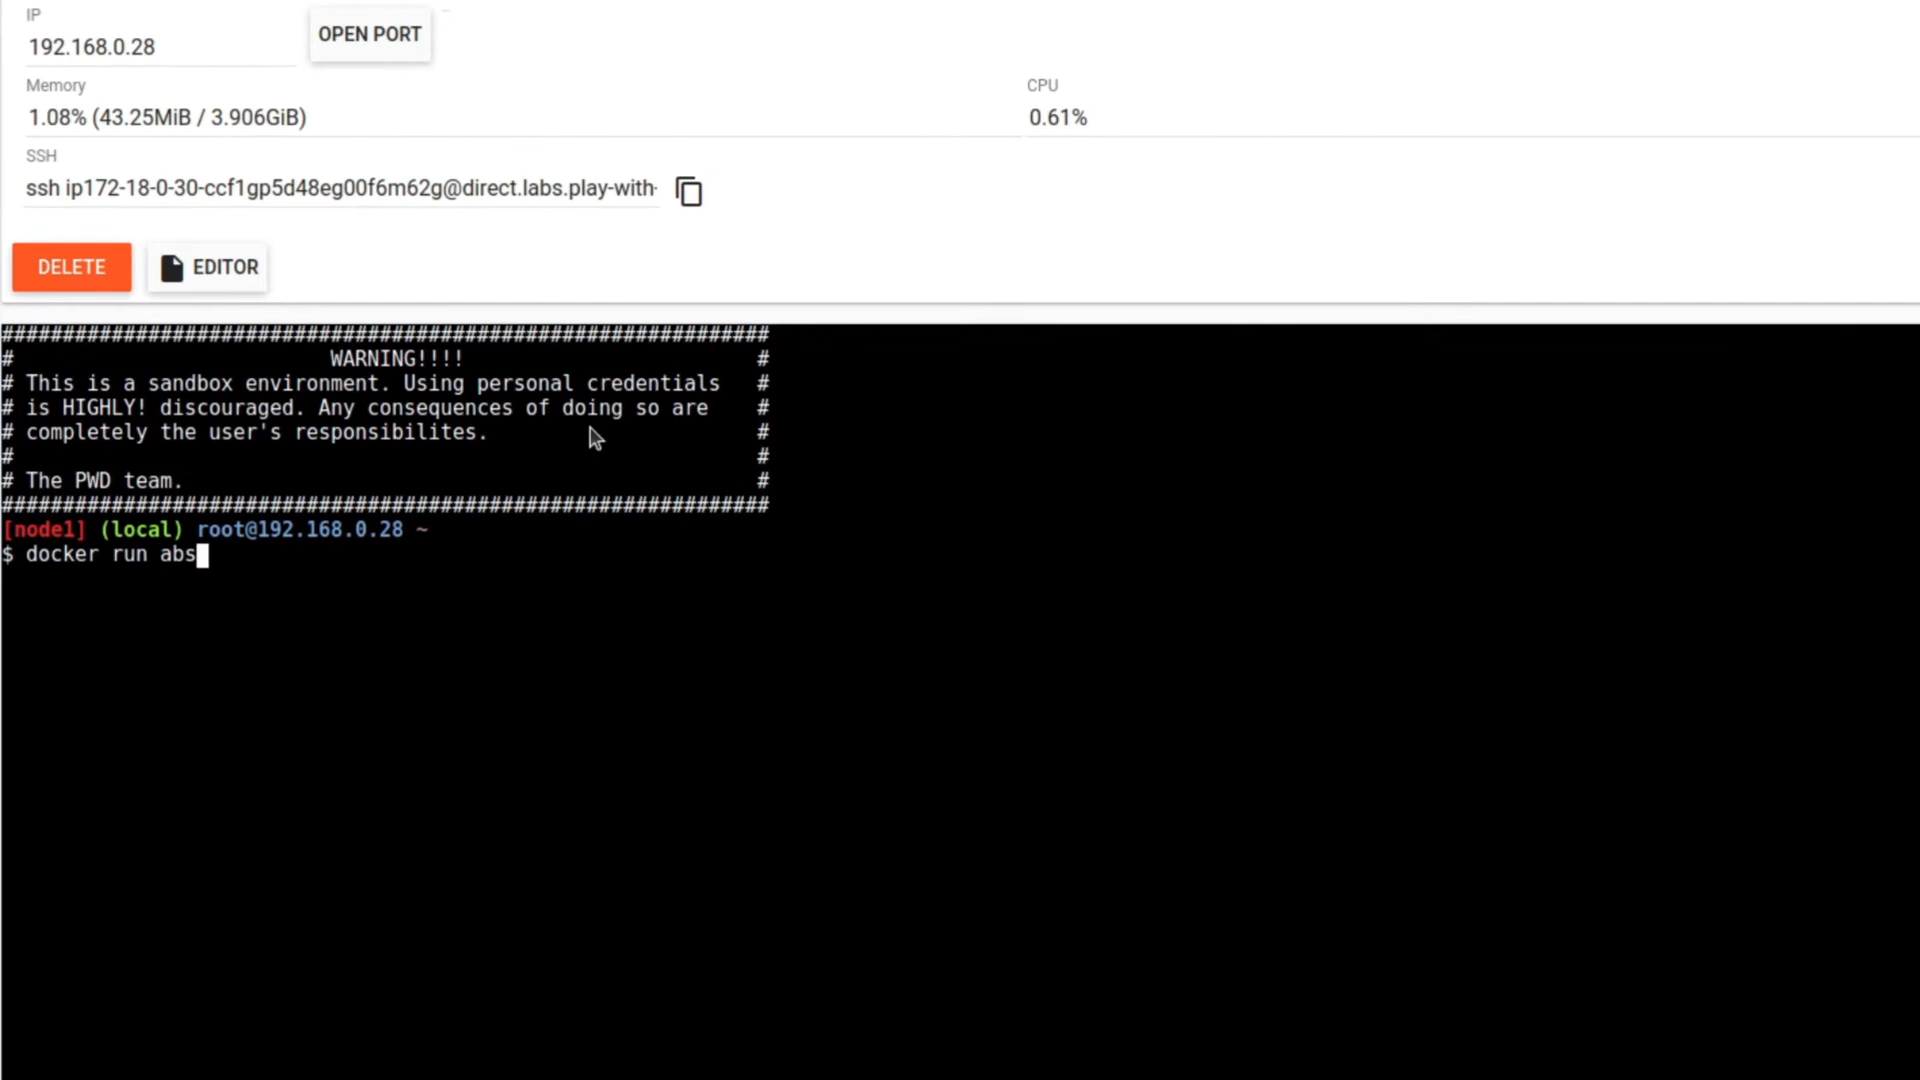 IP
192.168.0.28
OPEN PORT
Memory
CPU
1.08% (43.25MiB / 3.906GiB)
0.61%
SSH
ssh ip172-18-0-30-ccf1gp5d48eg00f6m62g@direct.labs.play-with-
DELETE
EDITOR
###############################################################
#                          WARNING!!!!                        #
# This is a sandbox environment. Using personal credentials   #
# is HIGHLY! discouraged. Any consequences of doing so are    #
# completely the user's responsibilites.                      #
#                                                             #
# The PWD team.                                               #
###############################################################
[node1] (local) root@192.168.0.28 ~
$ docker run abs